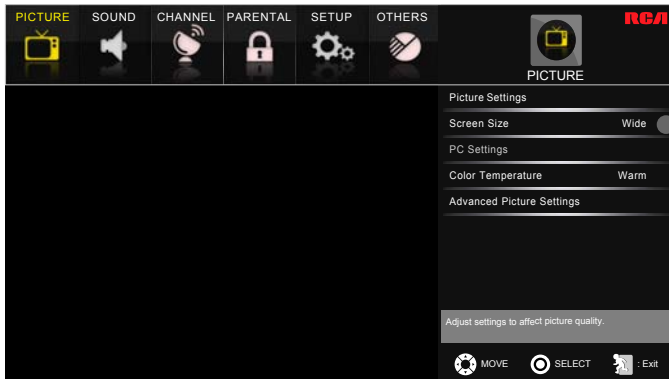 PICTURE SOUND CHANNEL PARENTAL SETUP OTHERS
RCA
PICTURE
Picture Settings
Screen Size Wide
PC Settings
Color Temperature Warm
Advanced Picture Settings
Adjust settings to affect picture quality.
MOVE SELECT : Exit